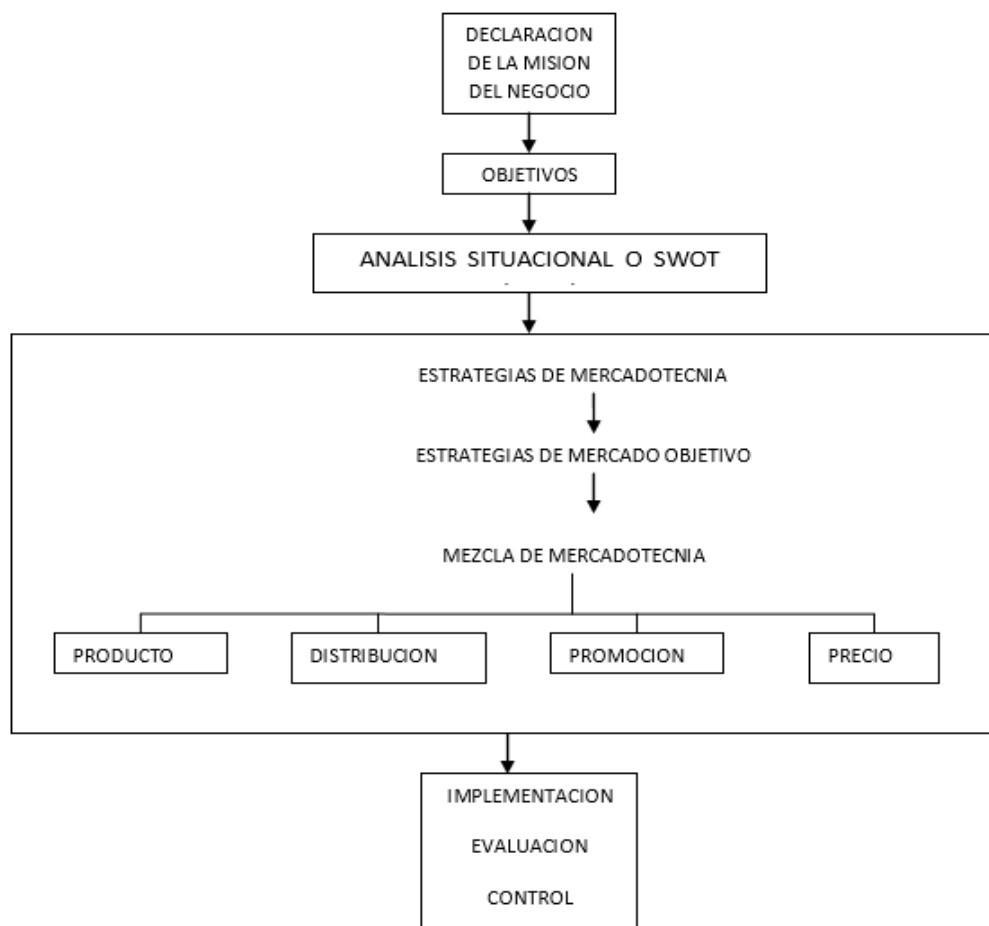 DECLARACION
DE LA MISION
DEL NEGOCIO
OBJETIVOS
ANALISIS SITUACIONAL O SWOT
ESTRATEGIAS DE MERCADOTECNIA
ESTRATEGIAS DE MERCADO OBJETIVO
MEZCLA DE MERCADOTECNIA
PRODUCTO
DISTRIBUCION
PROMOCION
PRECIO
IMPLEMENTACION
EVALUACION
CONTROL